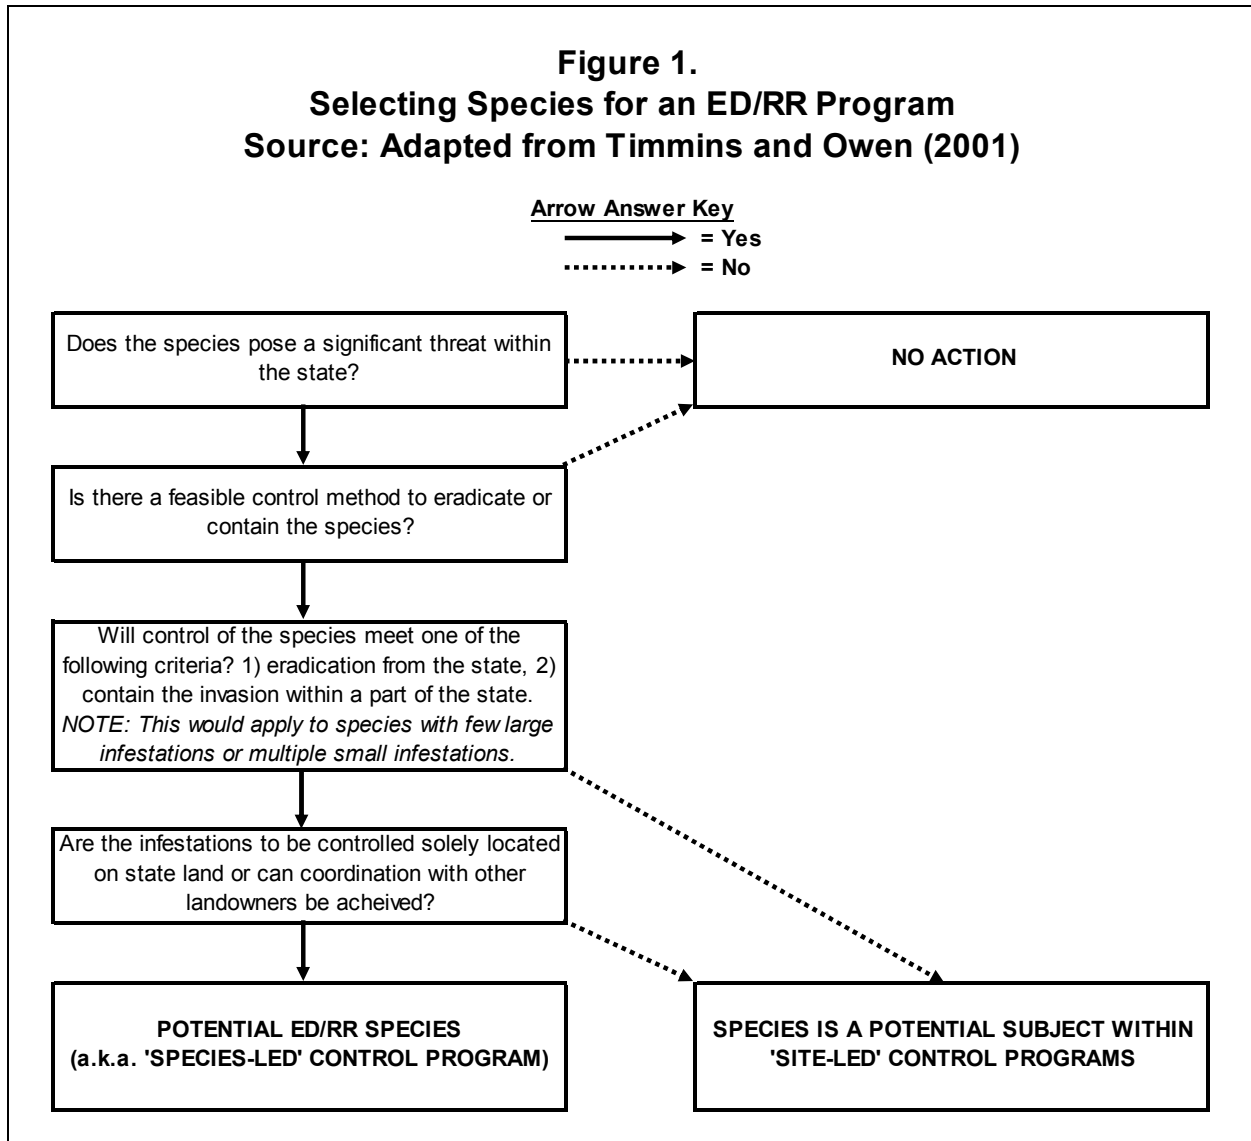 Figure 1.
Selecting Species for an ED/RR Program
Source: Adapted from Timmins and Owen (2001)
Arrow Answer Key
= Yes
= No
Does the species pose a significant threat within
the state?
NO ACTION
Is there a feasible control method to eradicate or
contain the species?
Will control of the species meet one of the
following criteria? 1) eradication from the state, 2)
contain the invasion within a part of the state.
NOTE: This would apply to species with few large
infestations or multiple small infestations.
Are the infestations to be controlled solely located
on state land or can coordination with other
landowners be acheived?
POTENTIAL ED/RR SPECIES
(a.k.a. 'SPECIES-LED' CONTROL PROGRAM)
SPECIES IS A POTENTIAL SUBJECT WITHIN
'SITE-LED' CONTROL PROGRAMS